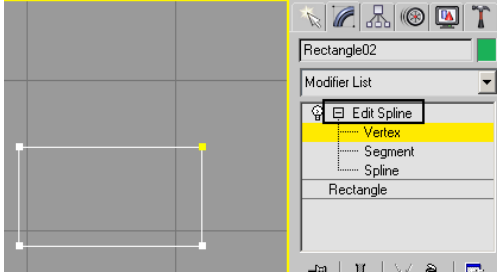 Rectangle02
Modifier List
Edit Spline
Vertex
Segment
Spline
Rectangle